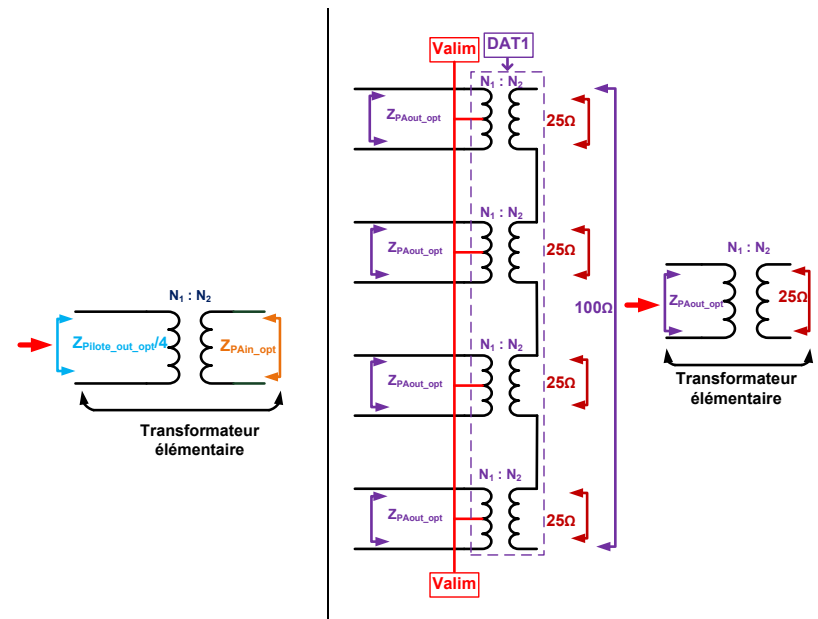 N1 : N2
ZPilote_out_opt/4
ZPAin_opt
Transformateur
élémentaire
Valim
DAT1
N1 : N2
ZPAout_opt
25Ω
N1 : N2
ZPAout_opt
25Ω
100Ω
N1 : N2
ZPAout_opt
25Ω
N1 : N2
ZPAout_opt
25Ω
Valim
N1 : N2
ZPAout_opt
25Ω
Transformateur
élémentaire